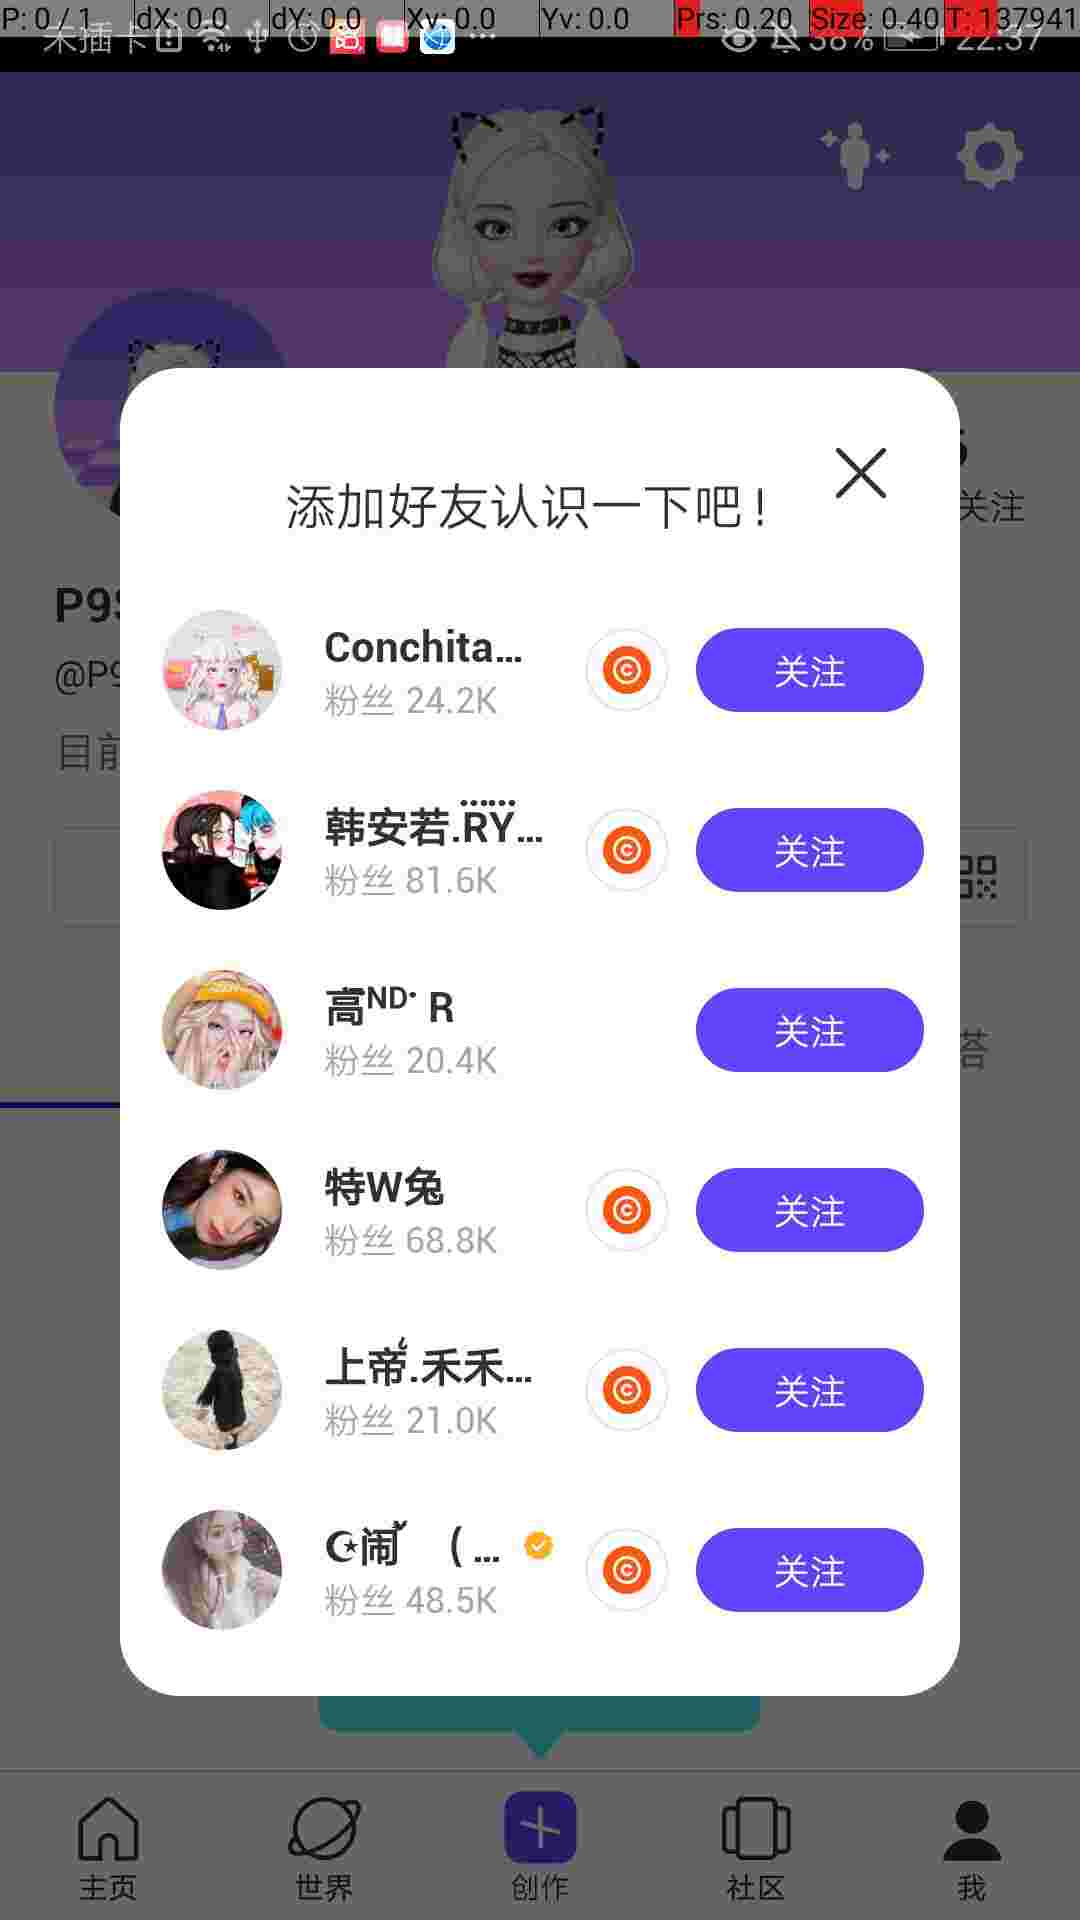 P: 0 / 1 dX: 0.0 dY: 0.0 Xv: 0.0 Yv: 0.0 Prs: 0.20 Size: 0.40 T: 137941
未插卡 38% 22:37
添加好友认识一下吧!
关注
Conchita...
粉丝 24.2K
关注
P9
@P9
目前
韩安若.RY...
粉丝 81.6K
关注
高ᴺᴰ· R
粉丝 20.4K
关注
答
特W兔
粉丝 68.8K
关注
上帝.禾禾...
粉丝 21.0K
关注
☪闹 ( ...
粉丝 48.5K
关注
主页 世界 创作 社区 我